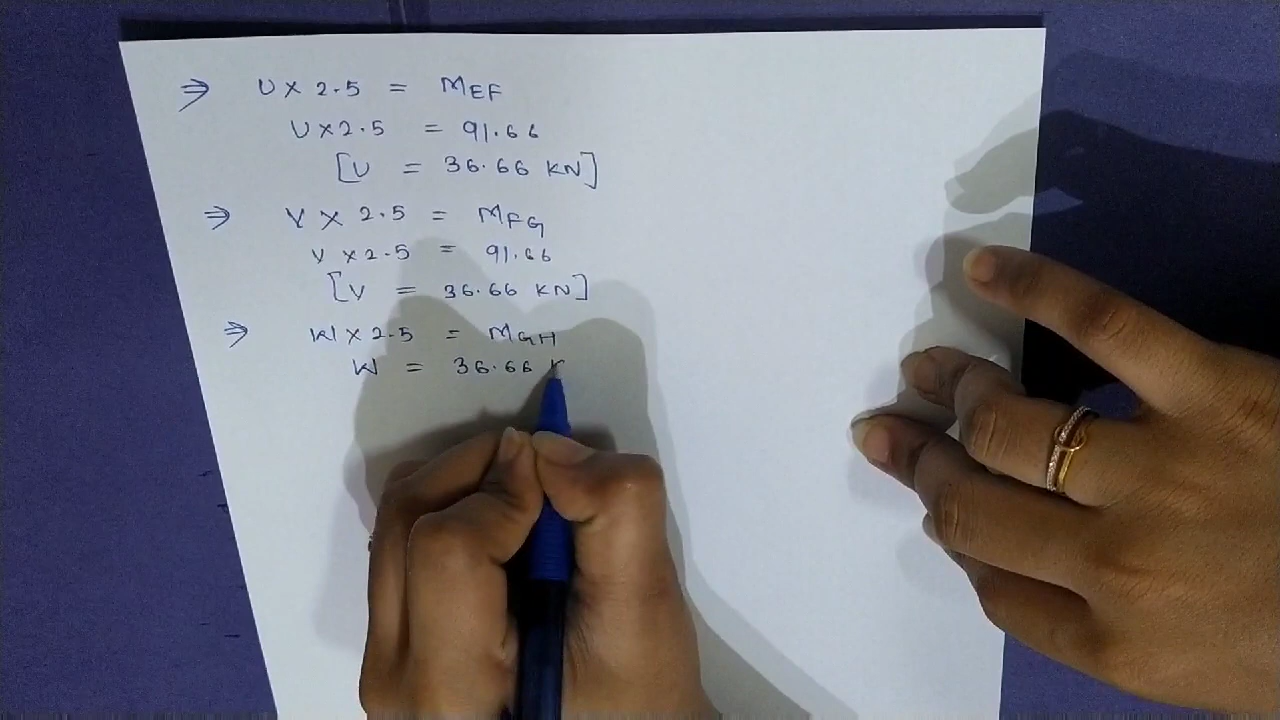 ⇒ U × 2.5 = MEF
U × 2.5 = 91.66
[U = 36.66 KN]
⇒ V × 2.5 = MFG
V × 2.5 = 91.66
[V = 36.66 KN]
⇒ W × 2.5 = MGH
W = 36.66 K